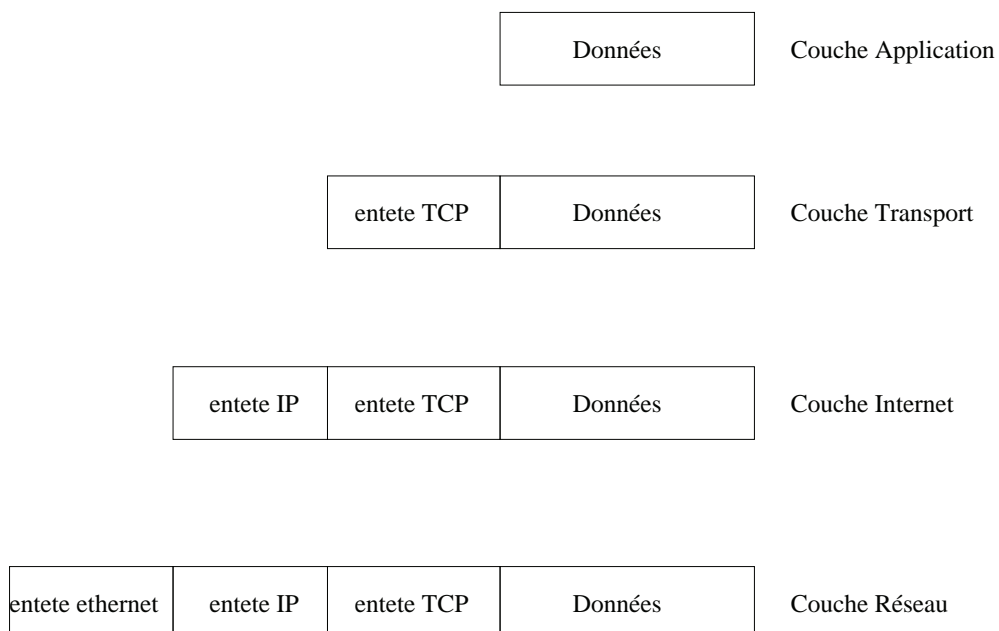 Données Couche Application
entete TCP Données Couche Transport
entete IP entete TCP Données Couche Internet
entete ethernet entete IP entete TCP Données Couche Réseau